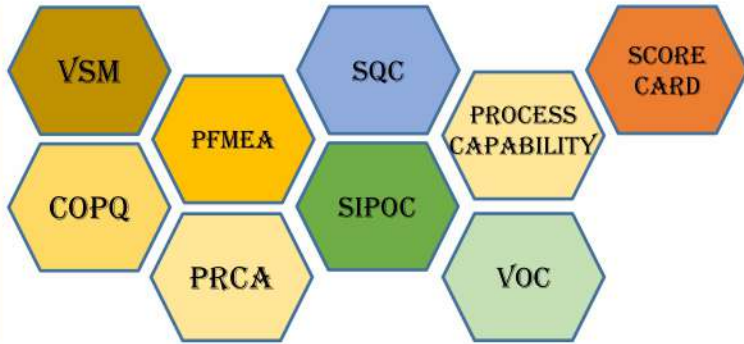 VSM
SQC
SCORE
CARD
PFMEA
PROCESS
CAPABILITY
COPQ
SIPOC
PRCA
VOC